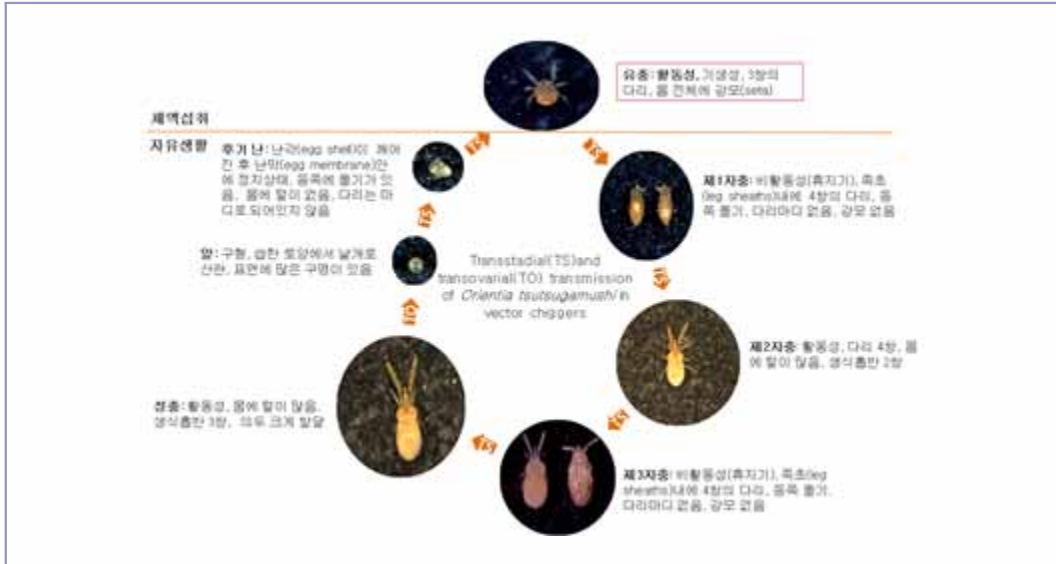 유충: 활동성, 기생성, 3쌍의
다리, 몸 전체에 강모(seta)
체액섭취
자유생활
후기 난: 난각(egg shell)이 깨어
진 후 난막(egg membrane)안
에 정지상태, 등쪽에 돌기가 있
음, 몸에 털이 없음, 다리는 마
디로 되어있지 않음
제1자충: 비활동성(휴지기), 족초
(leg sheaths)내에 4쌍의 다리, 등
쪽 돌기, 다리마디 없음, 강모 없음
알: 구형, 습한 토양에서 낱개로
산란, 표면에 많은 구멍이 있음
Transstadial(TS)and
transovarial(TO) transmission
of Orientia tsutsugamushi in
vector chiggers
제2자충: 활동성, 다리 4쌍, 몸
에 털이 많음, 생식흡반 2쌍
성충: 활동성, 몸에 털이 많음,
생식흡반 3쌍, 크게 발달
제3자충: 비활동성(휴지기), 족초(leg
sheaths)내에 4쌍의 다리, 등쪽 돌기,
다리마디 없음, 강모 없음
TS
TS
TS
TS
TS
TO
TS